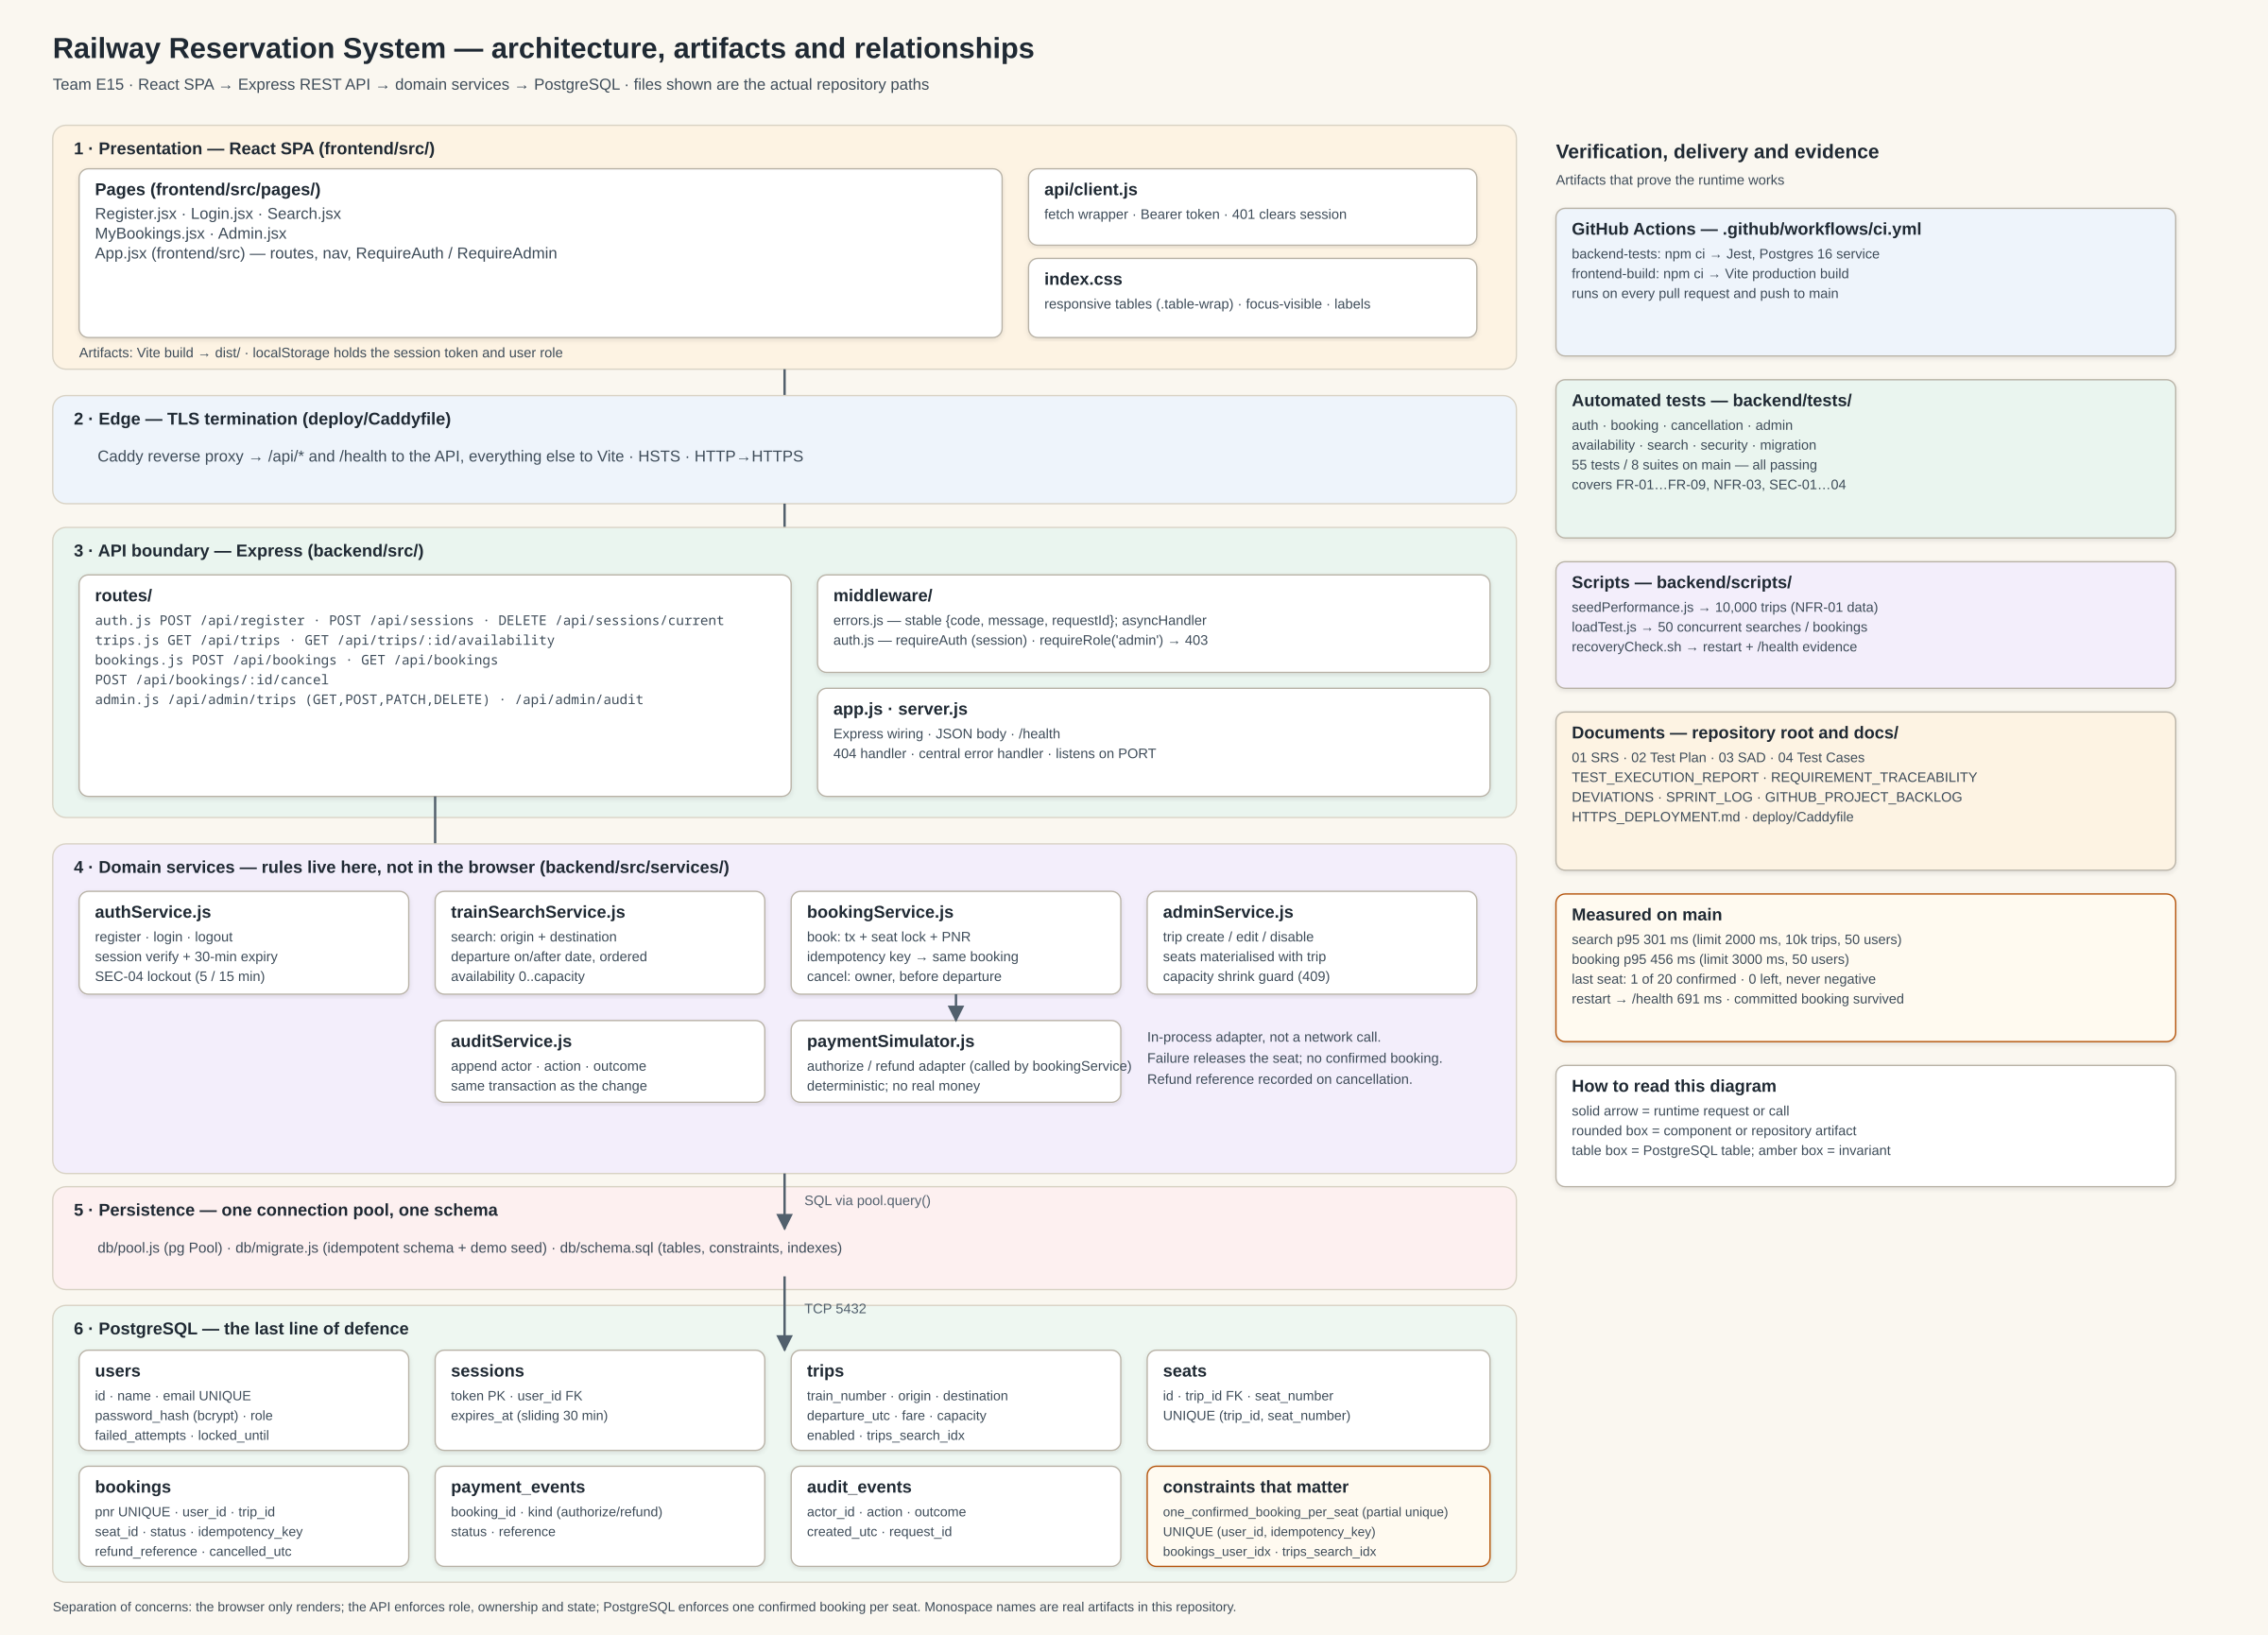 Railway Reservation System — architecture, artifacts and relationships
Team E15 · React SPA → Express REST API → domain services → PostgreSQL · files shown are the actual repository paths
1 · Presentation — React SPA (frontend/src/)
Pages (frontend/src/pages/)
Register.jsx · Login.jsx · Search.jsx
MyBookings.jsx · Admin.jsx
App.jsx (frontend/src) — routes, nav, RequireAuth / RequireAdmin
api/client.js
fetch wrapper · Bearer token · 401 clears session
index.css
responsive tables (.table-wrap) · focus-visible · labels
Artifacts: Vite build → dist/ · localStorage holds the session token and user role
2 · Edge — TLS termination (deploy/Caddyfile)
Caddy reverse proxy → /api/* and /health to the API, everything else to Vite · HSTS · HTTP→HTTPS
3 · API boundary — Express (backend/src/)
routes/
auth.js POST /api/register · POST /api/sessions · DELETE /api/sessions/current
trips.js GET /api/trips · GET /api/trips/:id/availability
bookings.js POST /api/bookings · GET /api/bookings
POST /api/bookings/:id/cancel
admin.js /api/admin/trips (GET,POST,PATCH,DELETE) · /api/admin/audit
middleware/
errors.js — stable {code, message, requestId}; asyncHandler
auth.js — requireAuth (session) · requireRole('admin') → 403
app.js · server.js
Express wiring · JSON body · /health
404 handler · central error handler · listens on PORT
4 · Domain services — rules live here, not in the browser (backend/src/services/)
authService.js
register · login · logout
session verify + 30-min expiry
SEC-04 lockout (5 / 15 min)
trainSearchService.js
search: origin + destination
departure on/after date, ordered
availability 0..capacity
bookingService.js
book: tx + seat lock + PNR
idempotency key → same booking
cancel: owner, before departure
adminService.js
trip create / edit / disable
seats materialised with trip
capacity shrink guard (409)
auditService.js
append actor · action · outcome
same transaction as the change
paymentSimulator.js
authorize / refund adapter (called by bookingService)
deterministic; no real money
In-process adapter, not a network call.
Failure releases the seat; no confirmed booking.
Refund reference recorded on cancellation.
SQL via pool.query()
5 · Persistence — one connection pool, one schema
db/pool.js (pg Pool) · db/migrate.js (idempotent schema + demo seed) · db/schema.sql (tables, constraints, indexes)
TCP 5432
6 · PostgreSQL — the last line of defence
users
id · name · email UNIQUE
password_hash (bcrypt) · role
failed_attempts · locked_until
sessions
token PK · user_id FK
expires_at (sliding 30 min)
trips
train_number · origin · destination
departure_utc · fare · capacity
enabled · trips_search_idx
seats
id · trip_id FK · seat_number
UNIQUE (trip_id, seat_number)
bookings
pnr UNIQUE · user_id · trip_id
seat_id · status · idempotency_key
refund_reference · cancelled_utc
payment_events
booking_id · kind (authorize/refund)
status · reference
audit_events
actor_id · action · outcome
created_utc · request_id
constraints that matter
one_confirmed_booking_per_seat (partial unique)
UNIQUE (user_id, idempotency_key)
bookings_user_idx · trips_search_idx
Verification, delivery and evidence
Artifacts that prove the runtime works
GitHub Actions — .github/workflows/ci.yml
backend-tests: npm ci → Jest, Postgres 16 service
frontend-build: npm ci → Vite production build
runs on every pull request and push to main
Automated tests — backend/tests/
auth · booking · cancellation · admin
availability · search · security · migration
55 tests / 8 suites on main — all passing
covers FR-01…FR-09, NFR-03, SEC-01…04
Scripts — backend/scripts/
seedPerformance.js → 10,000 trips (NFR-01 data)
loadTest.js → 50 concurrent searches / bookings
recoveryCheck.sh → restart + /health evidence
Documents — repository root and docs/
01 SRS · 02 Test Plan · 03 SAD · 04 Test Cases
TEST_EXECUTION_REPORT · REQUIREMENT_TRACEABILITY
DEVIATIONS · SPRINT_LOG · GITHUB_PROJECT_BACKLOG
HTTPS_DEPLOYMENT.md · deploy/Caddyfile
Measured on main
search p95 301 ms (limit 2000 ms, 10k trips, 50 users)
booking p95 456 ms (limit 3000 ms, 50 users)
last seat: 1 of 20 confirmed · 0 left, never negative
restart → /health 691 ms · committed booking survived
How to read this diagram
solid arrow = runtime request or call
rounded box = component or repository artifact
table box = PostgreSQL table; amber box = invariant
Separation of concerns: the browser only renders; the API enforces role, ownership and state; PostgreSQL enforces one confirmed booking per seat. Monospace names are real artifacts in this repository.